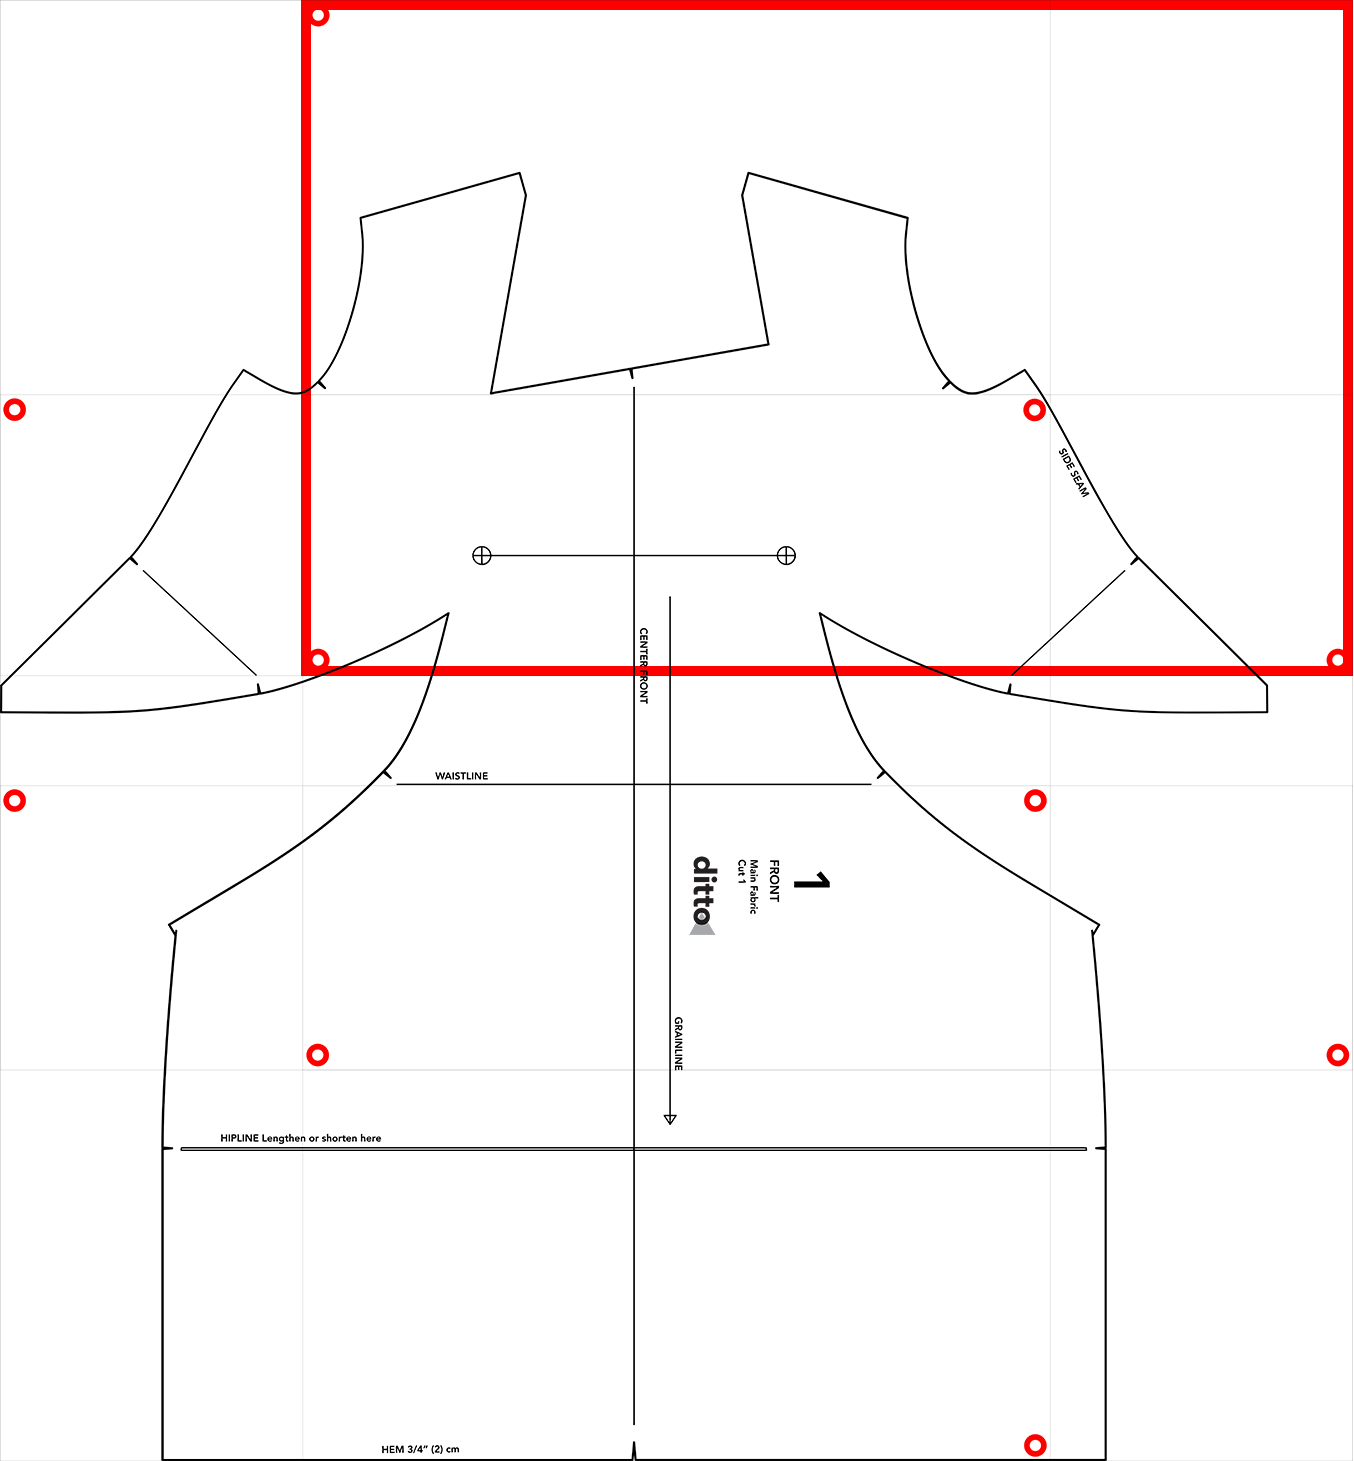 SIDE SEAM
CENTER FRONT
WAISTLINE
1
FRONT
Main Fabric
Cut 1
ditto
GRAINLINE
HIPLINE Lengthen or shorten here
HEM 3/4” (2) cm